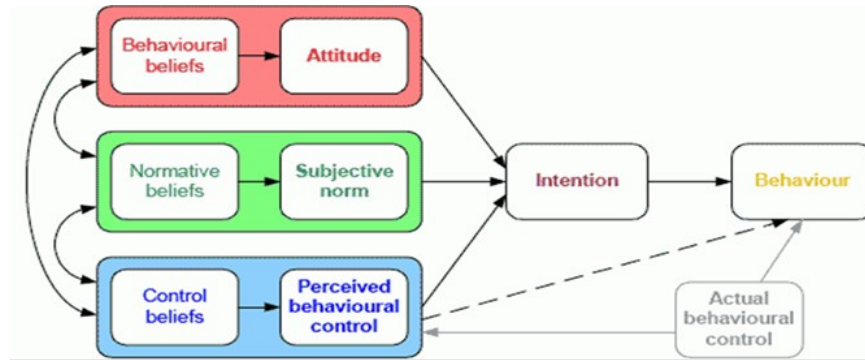 Behavioural
beliefs
Attitude
Normative
beliefs
Subjective
norm
Intention
Behaviour
Control
beliefs
Perceived
behavioural
control
Actual
behavioural
control